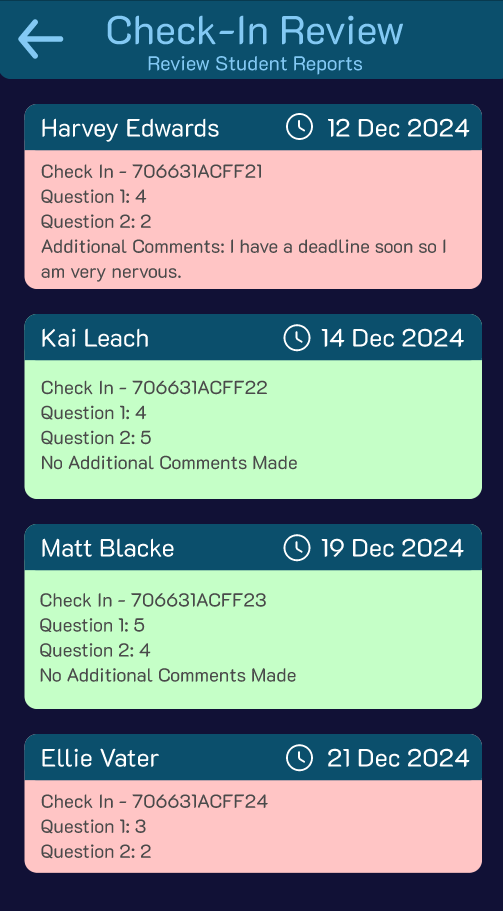 Check-In Review
Review Student Reports
Harvey Edwards 12 Dec 2024
Check In - 706631ACFF21
Question 1: 4
Question 2: 2
Additional Comments: I have a deadline soon so I
am very nervous.
Kai Leach 14 Dec 2024
Check In - 706631ACFF22
Question 1: 4
Question 2: 5
No Additional Comments Made
Matt Blacke 19 Dec 2024
Check In - 706631ACFF23
Question 1: 5
Question 2: 4
No Additional Comments Made
Ellie Vater 21 Dec 2024
Check In - 706631ACFF24
Question 1: 3
Question 2: 2